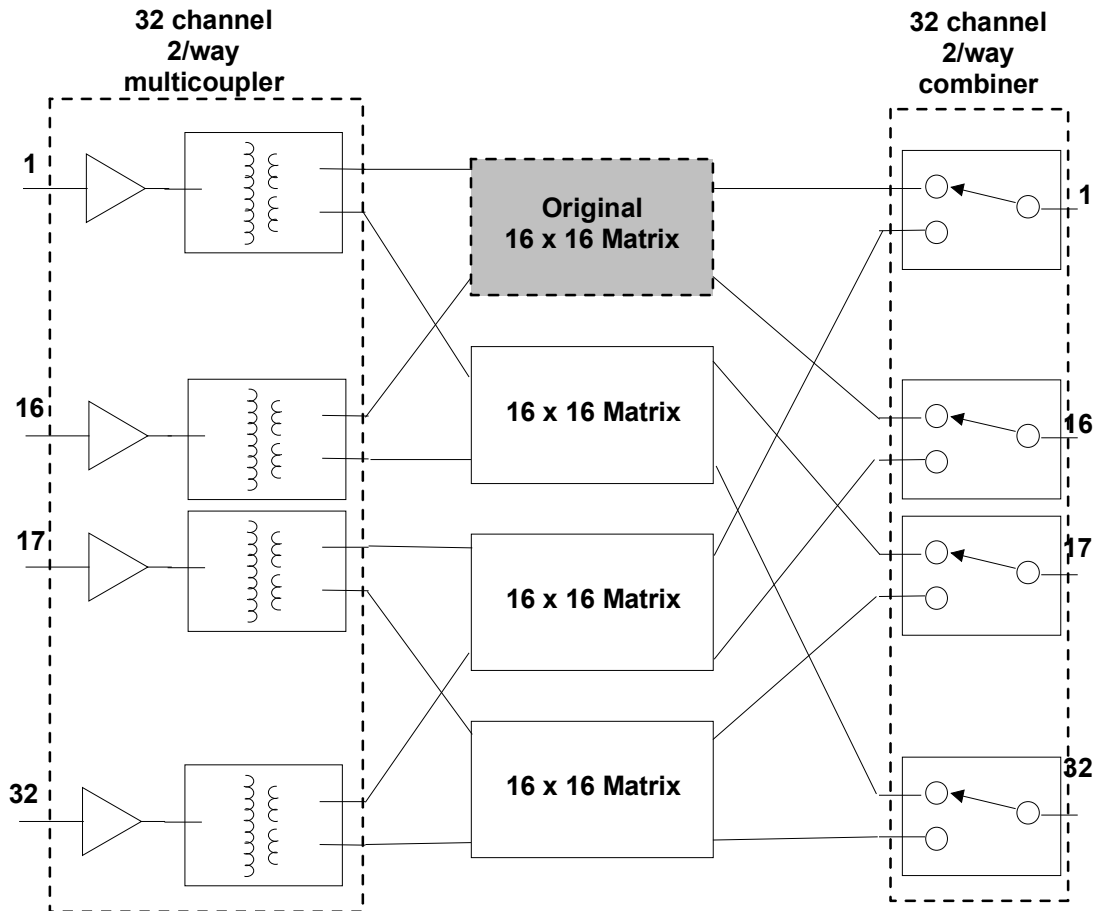 32 channel
2/way
multicoupler
32 channel
2/way
combiner
1
Original
16 x 16 Matrix
1
16
16 x 16 Matrix
16
17
16 x 16 Matrix
17
32
16 x 16 Matrix
32